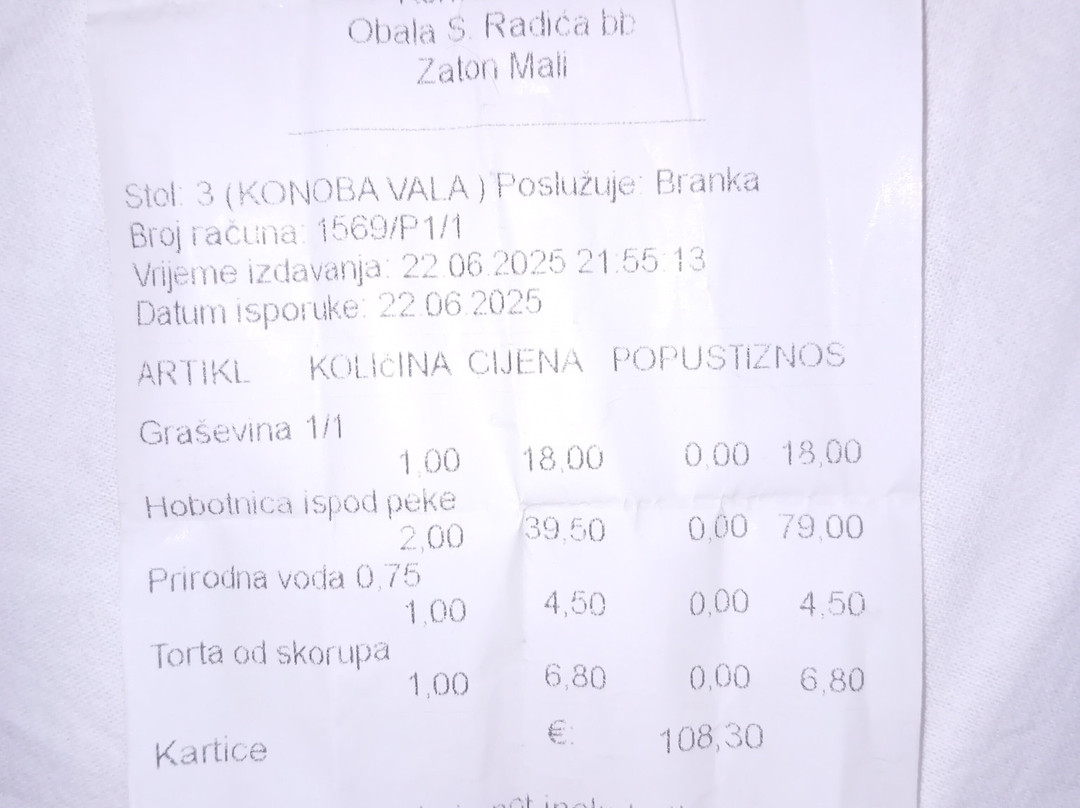 Obala S. Radića bb
Zaton Mali
Stol: 3 (KONOBA VALA ) Poslužuje: Branka
Broj računa: 1569/P1/1
Vrijeme izdavanja: 22.06.2025 21:55:13
Datum isporuke: 22.06.2025
ARTIKL KOLIčINA CIJENA POPUSTIZNOS
Graševina 1/1
1,00 18,00 0,00 18,00
Hobotnica ispod peke
2,00 39,50 0,00 79,00
Prirodna voda 0,75
1,00 4,50 0,00 4,50
Torta od skorupa
1,00 6,80 0,00 6,80
Kartice €: 108,30